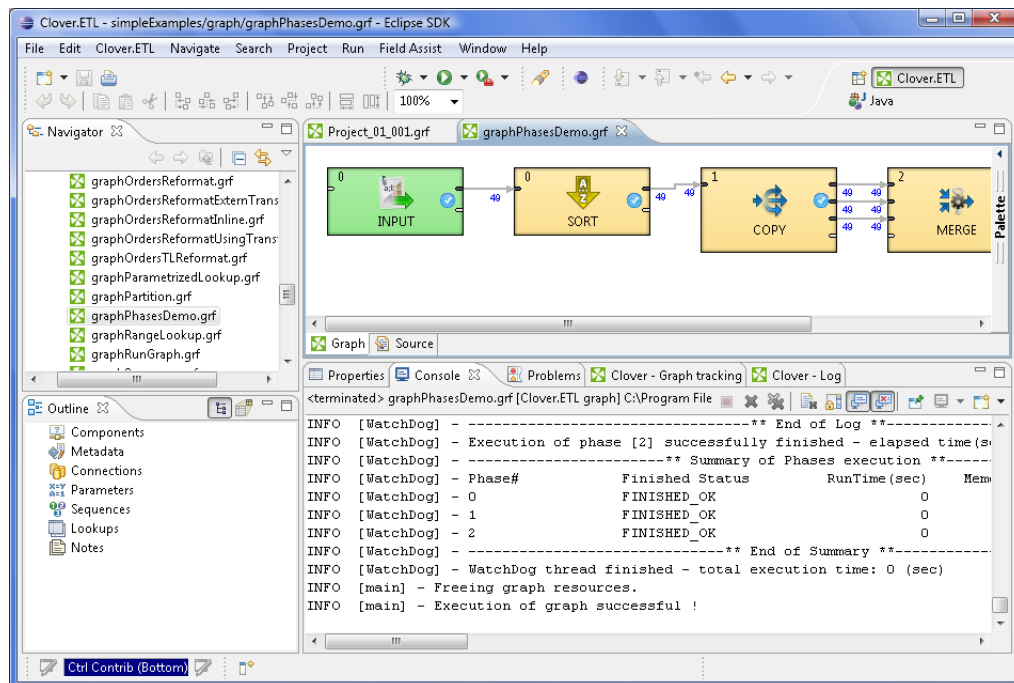 Clover.ETL - simpleExamples/graph/graphPhasesDemo.grf - Eclipse SDK
File Edit Clover.ETL Navigate Search Project Run Field Assist Window Help
Clover.ETL
100%
Java
Navigator
graphOrdersReformat.grf
graphOrdersReformatExternTrans
graphOrdersReformatInline.grf
graphOrdersReformatUsingTrans
graphOrdersTLReformat.grf
graphParametrizedLookup.grf
graphPartition.grf
graphPhasesDemo.grf
graphRangeLookup.grf
graphRunGraph.grf
Project_01_001.grf graphPhasesDemo.grf
0 INPUT
49
0 SORT
49 49
1 COPY
49 49
49 49
49 49
2 MERGE
Palette
Graph Source
Outline
Components
Metadata
Connections
Parameters
Sequences
Lookups
Notes
Properties Console Problems Clover - Graph tracking Clover - Log
<terminated> graphPhasesDemo.grf [Clover.ETL graph] C:\Program File
INFO [WatchDog] - ---------------------------------** End of Log **-------------
INFO [WatchDog] - Execution of phase [2] successfully finished - elapsed time(s
INFO [WatchDog] - -----------------------** Summary of Phases execution **-----
INFO [WatchDog] - Phase# Finished Status RunTime(sec) Mem
INFO [WatchDog] - 0 FINISHED_OK 0
INFO [WatchDog] - 1 FINISHED_OK 0
INFO [WatchDog] - 2 FINISHED_OK 0
INFO [WatchDog] - ------------------------------** End of Summary **-----------
INFO [WatchDog] - WatchDog thread finished - total execution time: 0 (sec)
INFO [main] - Freeing graph resources.
INFO [main] - Execution of graph successful !
Ctrl Contrib (Bottom)